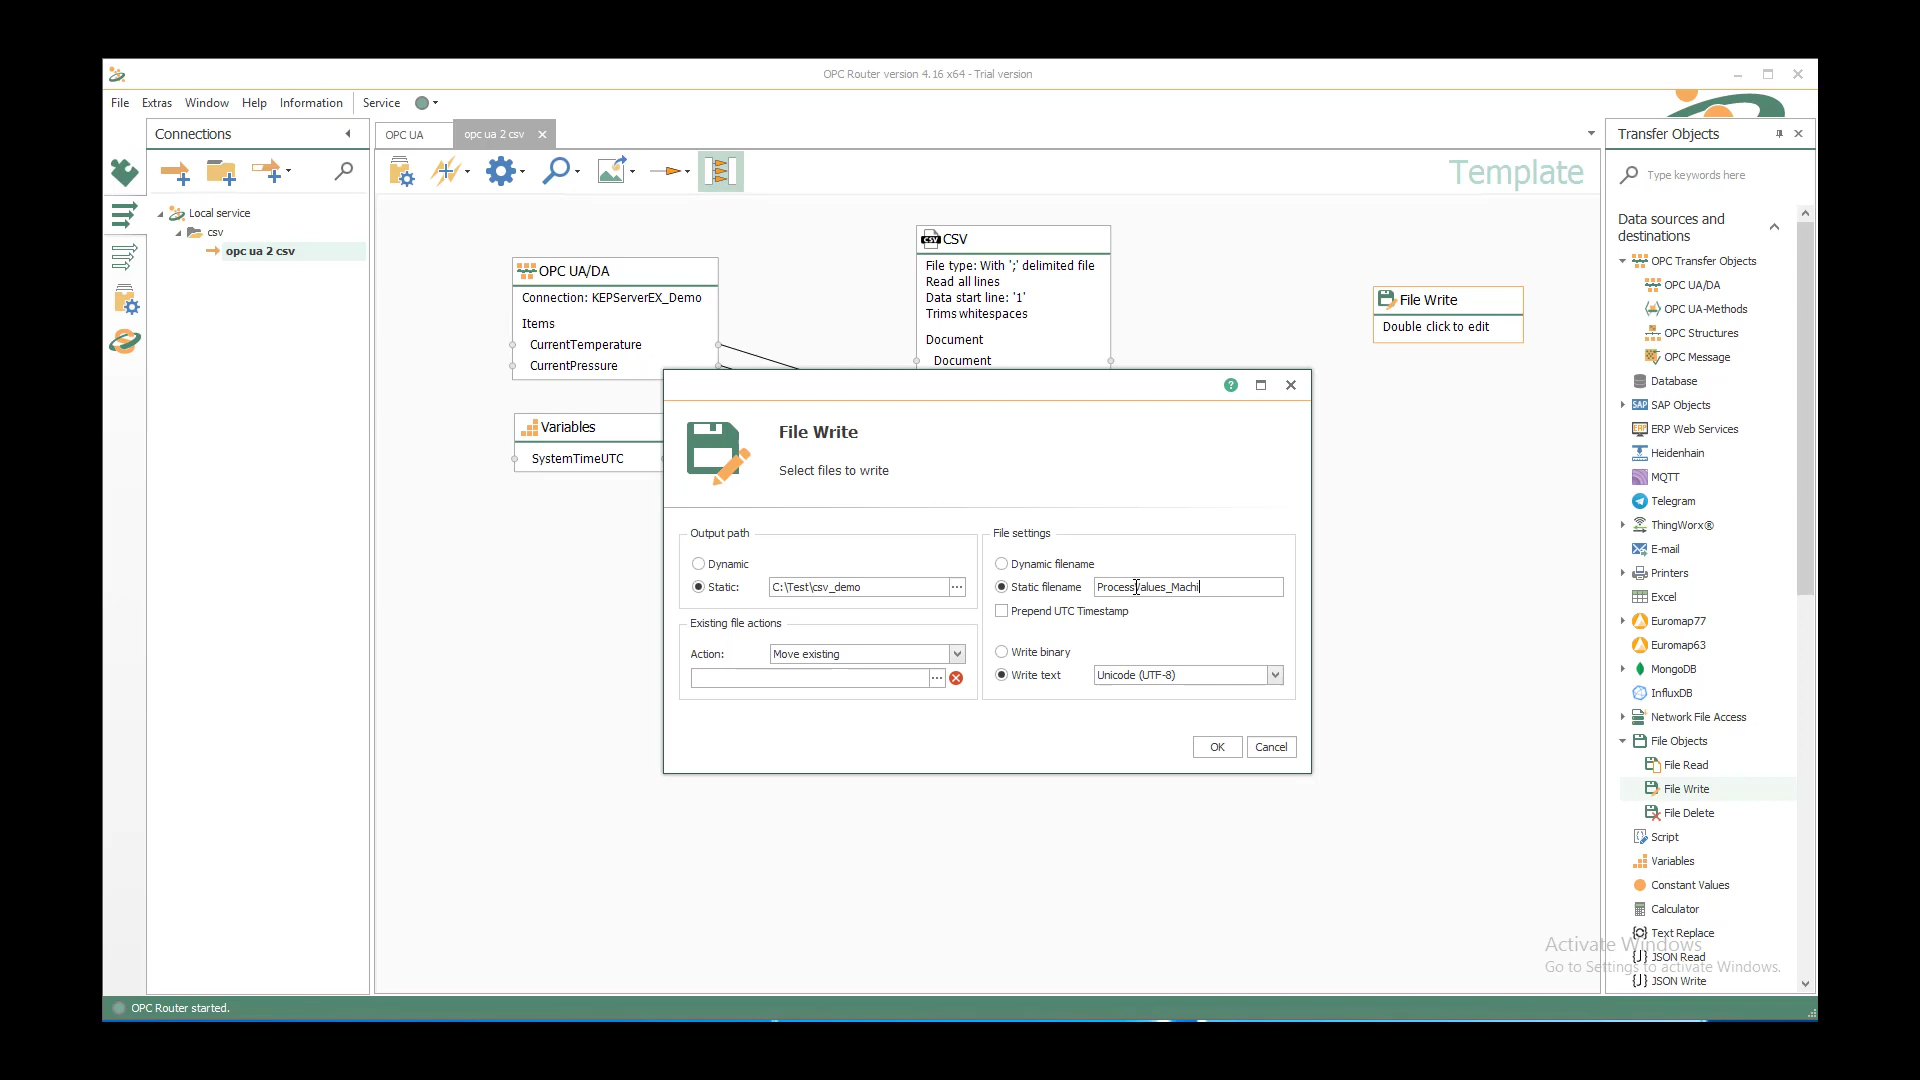 OPC Router version 4.16 x64 - Trial version
File Extras Window Help Information Service
Connections
OPC UA
opc ua 2 csv
Transfer Objects
Template
Type keywords here
Local service
csv
opc ua 2 csv
OPC UA/DA
Connection: KEPServerEX_Demo
Items
CurrentTemperature
CurrentPressure
Variables
SystemTimeUTC
CSV
CSV
File type: With ';' delimited file
Read all lines
Data start line: '1'
Trims whitespaces
Document
Document
File Write
Double click to edit
?
File Write
Select files to write
Output path
Dynamic
Static: C:\Test\csv_demo ...
Existing file actions
Action: Move existing
...
File settings
Dynamic filename
Static filename ProcessValues_Machi
Prepend UTC Timestamp
Write binary
Write text Unicode (UTF-8)
OK Cancel
Data sources and
destinations
OPC Transfer Objects
OPC UA/DA
OPC UA-Methods
OPC Structures
OPC Message
Database
SAP SAP Objects
ERP ERP Web Services
Heidenhain
MQTT
Telegram
ThingWorx®
E-mail
Printers
Excel
Euromap77
Euromap63
MongoDB
InfluxDB
Network File Access
File Objects
File Read
File Write
File Delete
Script
Variables
Constant Values
Calculator
Text Replace
JSON Read
JSON Write
Activate Windows
Go to Settings to activate Windows.
OPC Router started.